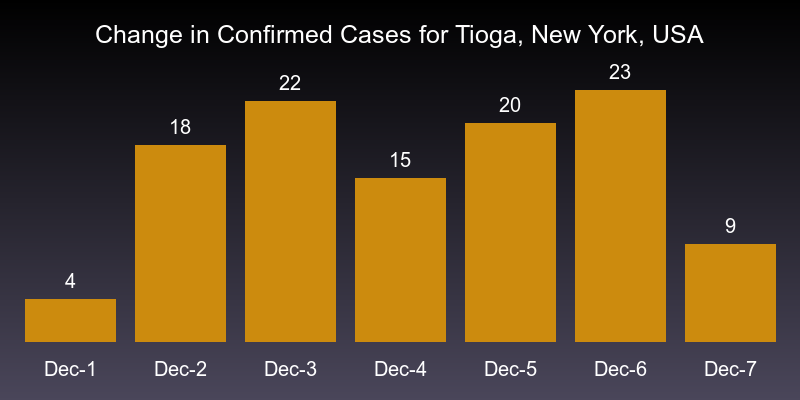 Change in Confirmed Cases for Tioga, New York, USA
4 18 22 15 20 23 9
Dec-1 Dec-2 Dec-3 Dec-4 Dec-5 Dec-6 Dec-7